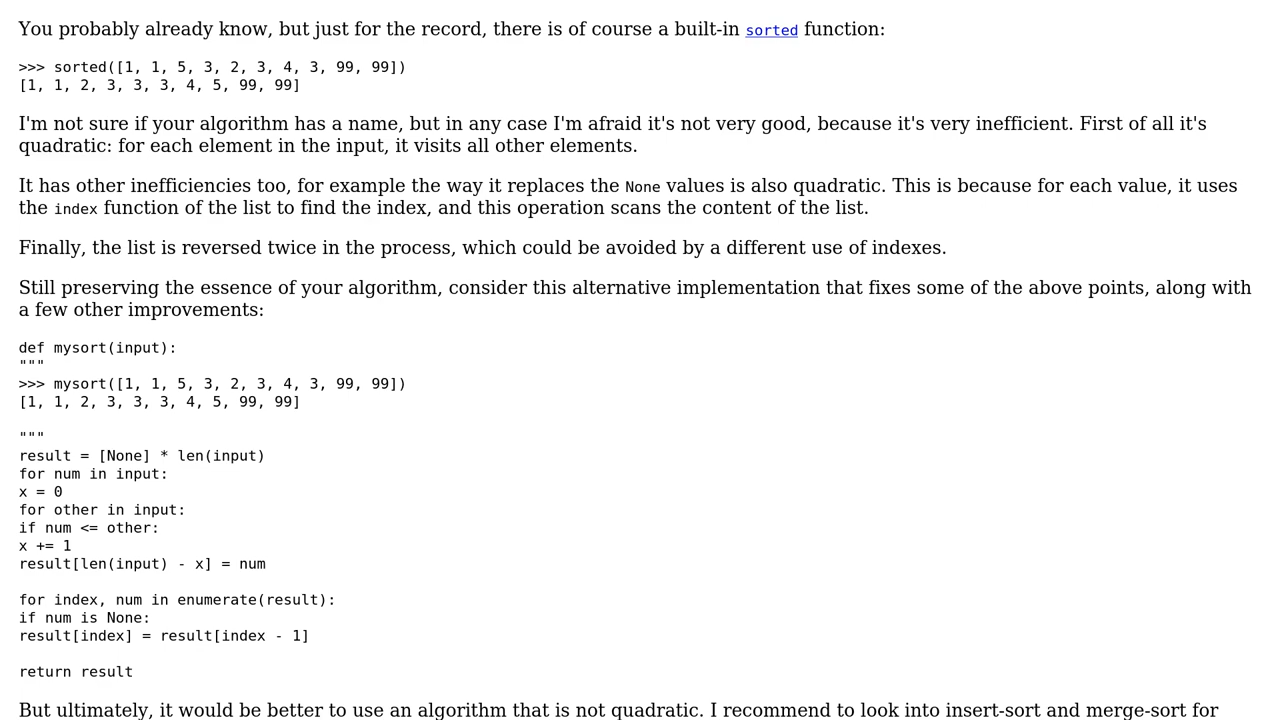 You probably already know, but just for the record, there is of course a built-in sorted function:
>>> sorted([1, 1, 5, 3, 2, 3, 4, 3, 99, 99])
[1, 1, 2, 3, 3, 3, 4, 5, 99, 99]
I'm not sure if your algorithm has a name, but in any case I'm afraid it's not very good, because it's very inefficient. First of all it's
quadratic: for each element in the input, it visits all other elements.
It has other inefficiencies too, for example the way it replaces the None values is also quadratic. This is because for each value, it uses
the index function of the list to find the index, and this operation scans the content of the list.
Finally, the list is reversed twice in the process, which could be avoided by a different use of indexes.
Still preserving the essence of your algorithm, consider this alternative implementation that fixes some of the above points, along with
a few other improvements:
def mysort(input):
"""
>>> mysort([1, 1, 5, 3, 2, 3, 4, 3, 99, 99])
[1, 1, 2, 3, 3, 3, 4, 5, 99, 99]
"""
result = [None] * len(input)
for num in input:
x = 0
for other in input:
if num <= other:
x += 1
result[len(input) - x] = num
for index, num in enumerate(result):
if num is None:
result[index] = result[index - 1]
return result
But ultimately, it would be better to use an algorithm that is not quadratic. I recommend to look into insert-sort and merge-sort for